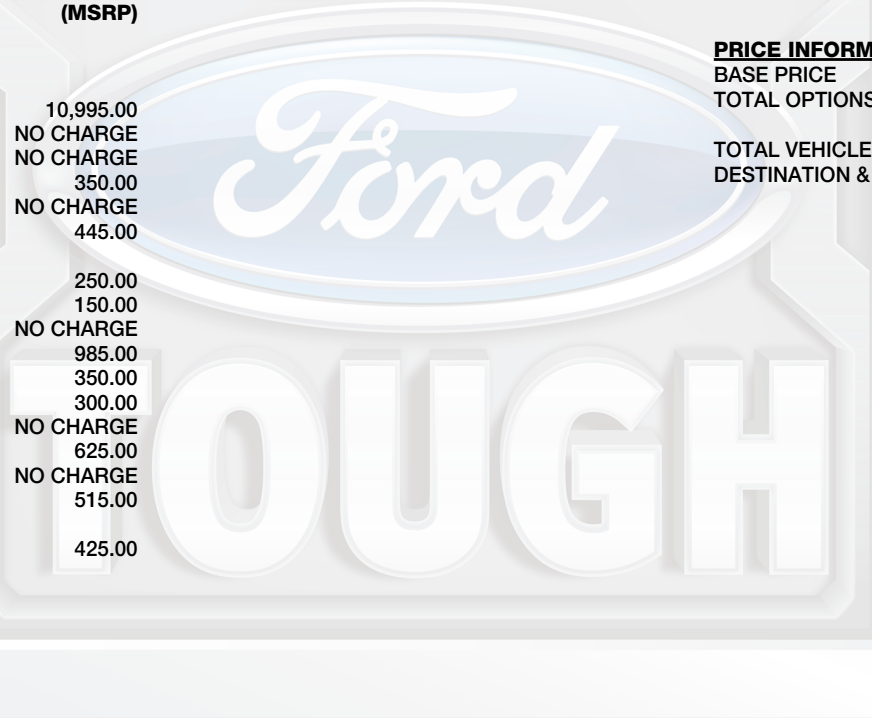 (MSRP)
10,995.00
NO CHARGE
NO CHARGE
350.00
NO CHARGE
445.00
250.00
150.00
NO CHARGE
985.00
350.00
300.00
NO CHARGE
625.00
NO CHARGE
515.00
425.00
PRICE INFORM
BASE PRICE
TOTAL OPTIONS
TOTAL VEHICLE
DESTINATION &
Ford
TOUGH